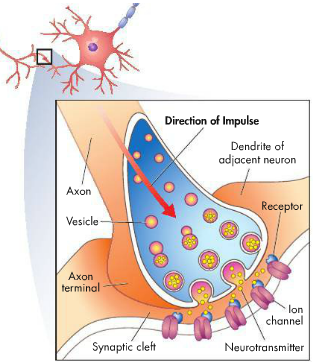 Direction of Impulse
Dendrite of
adjacent neuron
Axon
Receptor
Vesicle
Axon
terminal
Ion
channel
Synaptic cleft
Neurotransmitter